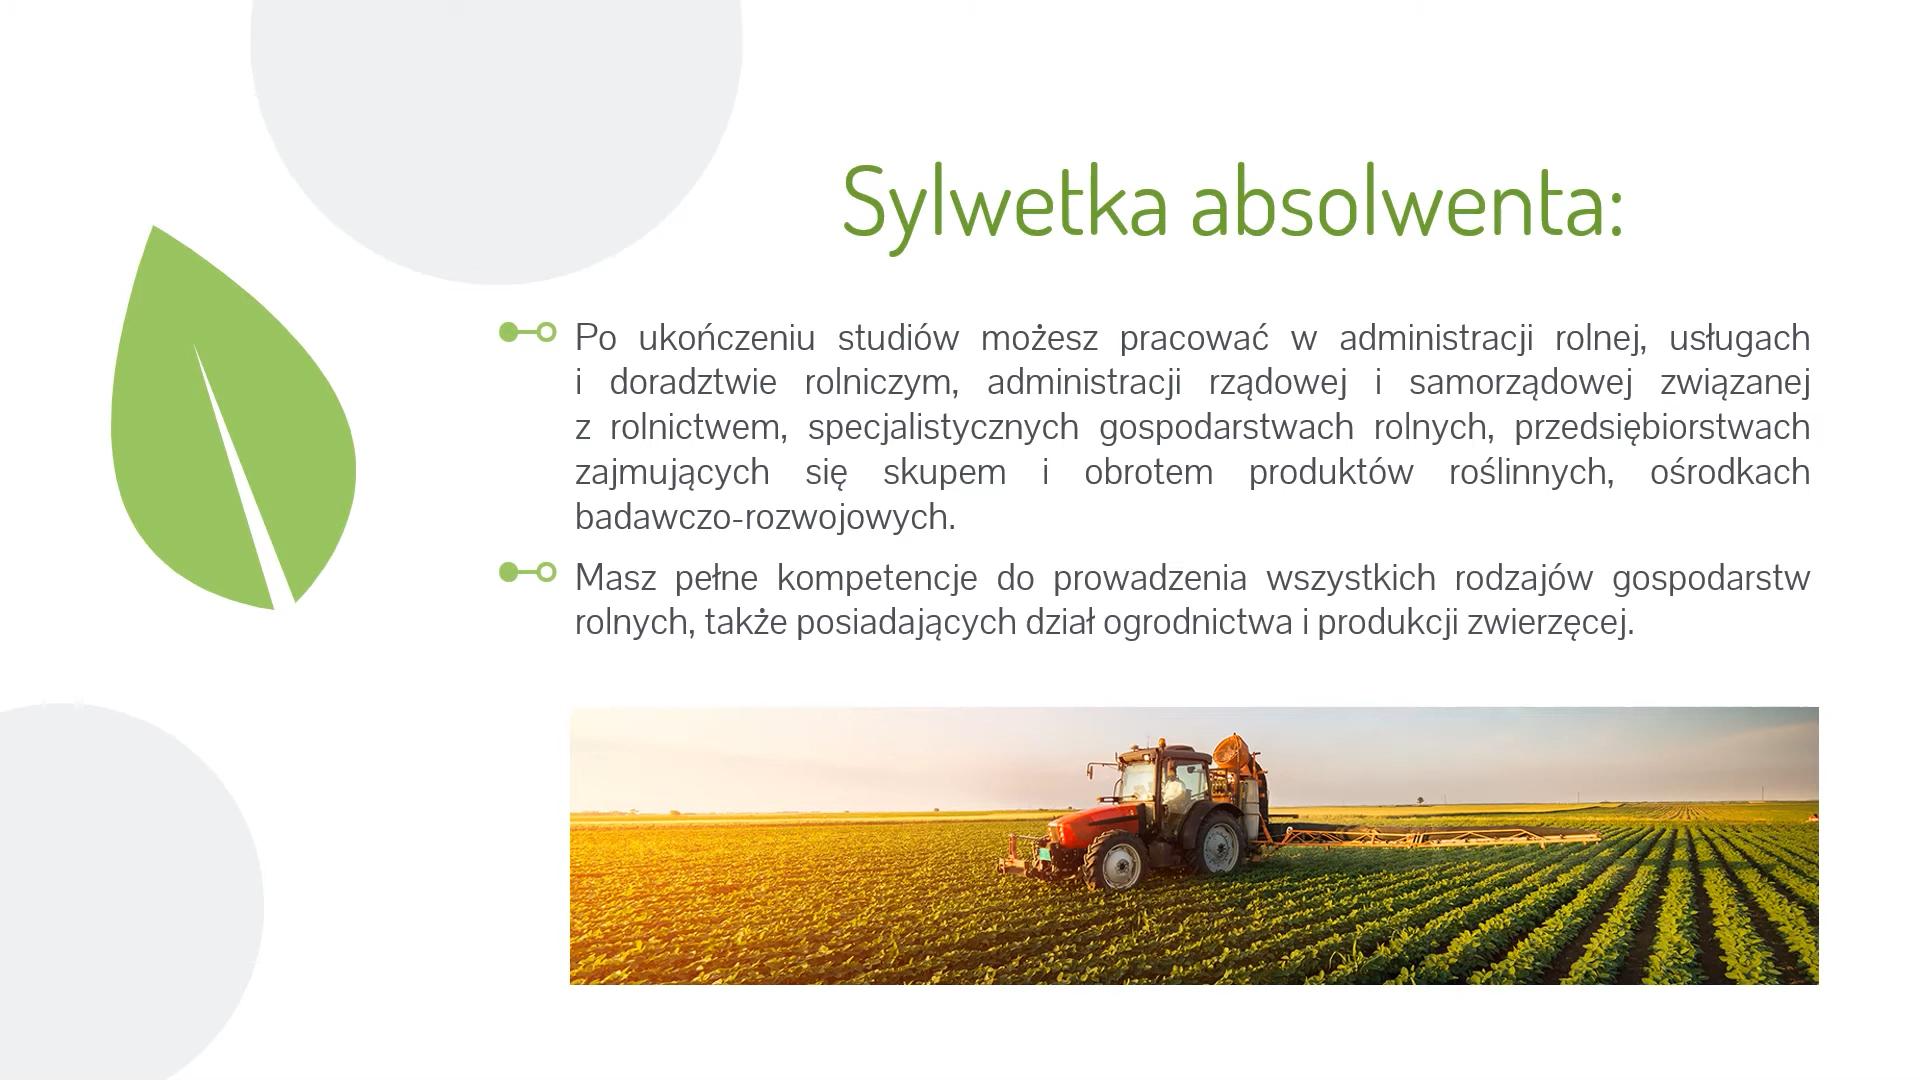 Sylwetka absolwenta:
Po ukończeniu studiów możesz pracować w administracji rolnej, usługach
i doradztwie rolniczym, administracji rządowej i samorządowej związanej
z rolnictwem, specjalistycznych gospodarstwach rolnych, przedsiębiorstwach
zajmujących się skupem i obrotem produktów roślinnych, ośrodkach
badawczo-rozwojowych.
Masz pełne kompetencje do prowadzenia wszystkich rodzajów gospodarstw
rolnych, także posiadających dział ogrodnictwa i produkcji zwierzęcej.